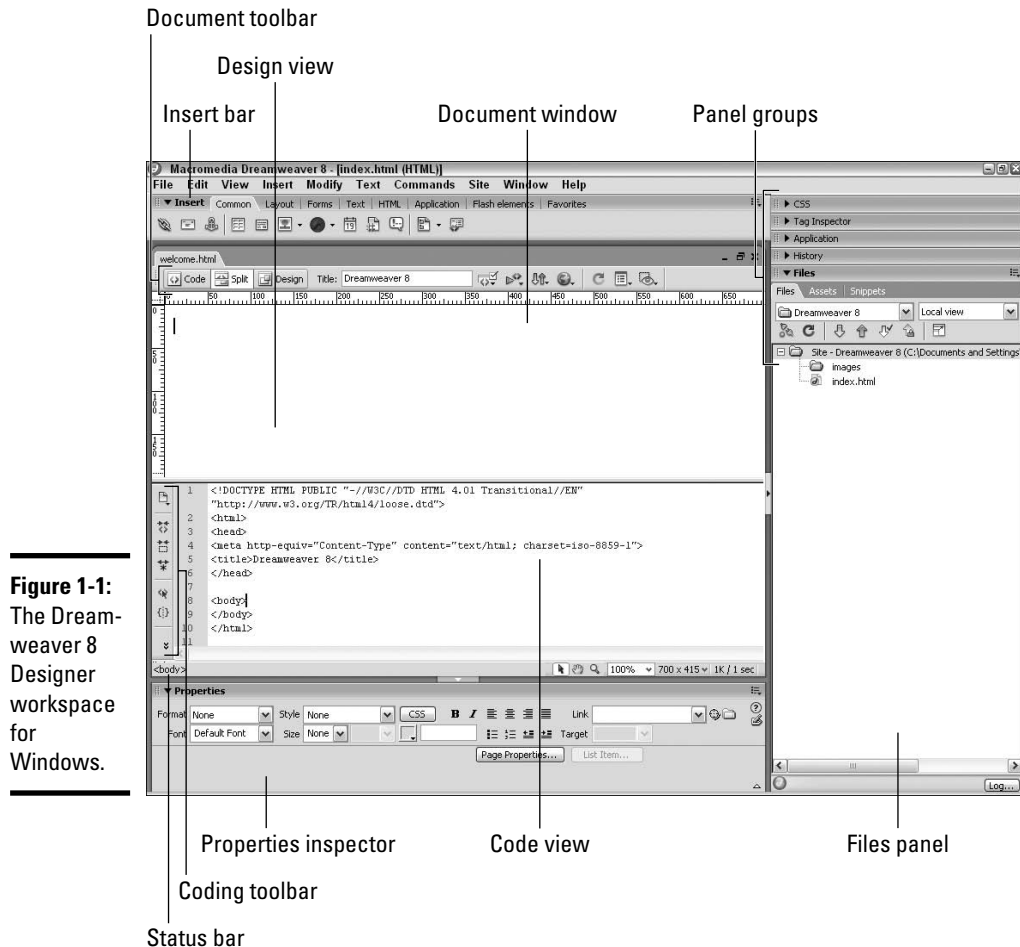 Document toolbar
Design view
Insert bar
Document window
Panel groups
Macromedia Dreamweaver 8 - [index.html (HTML)]
File Edit View Insert Modify Text Commands Site Window Help
Insert Common Layout Forms Text HTML Application Flash elements Favorites
CSS
Tag Inspector
Application
History
Files
Files Assets Snippets
Dreamweaver 8 Local view
Site - Dreamweaver 8 (C:\Documents and Settings
images
index.html
welcome.html
Code Split Design Title: Dreamweaver 8
0 50 100 150 200 250 300 350 400 450 500 550 600 650
0
50
100
150
1 <!DOCTYPE HTML PUBLIC "-//W3C//DTD HTML 4.01 Transitional//EN"
"http://www.w3.org/TR/html4/loose.dtd">
2 <html>
3 <head>
4 <meta http-equiv="Content-Type" content="text/html; charset=iso-8859-1">
5 <title>Dreamweaver 8</title>
6 </head>
7
8 <body>
9 </body>
10 </html>
11
<body> 100% 700 x 415 1K / 1 sec
Properties
Format None Style None CSS B I Link
Font Default Font Size None Target
Page Properties... List Item...
Log...
Figure 1-1:
The Dream-
weaver 8
Designer
workspace
for
Windows.
Properties inspector
Code view
Files panel
Coding toolbar
Status bar